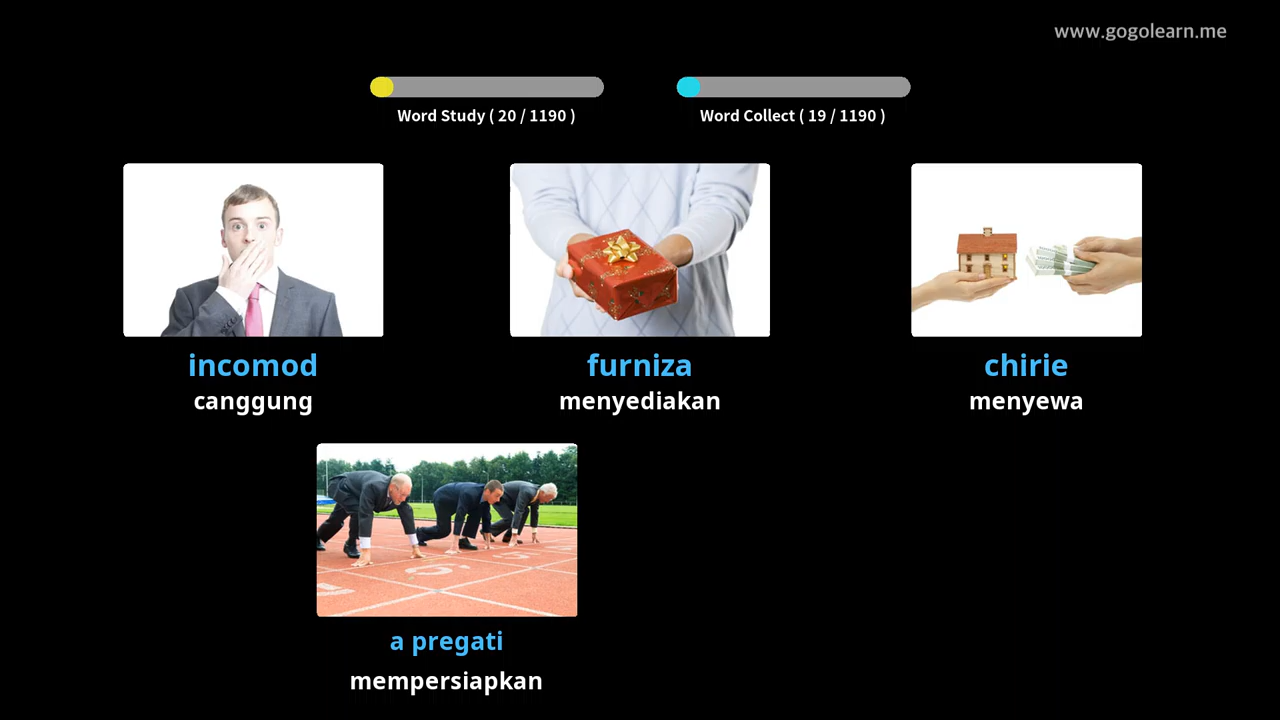 www.gogolearn.me
Word Study ( 20 / 1190 )
Word Collect ( 19 / 1190 )
incomod
canggung
furniza
menyediakan
chirie
menyewa
a pregati
mempersiapkan